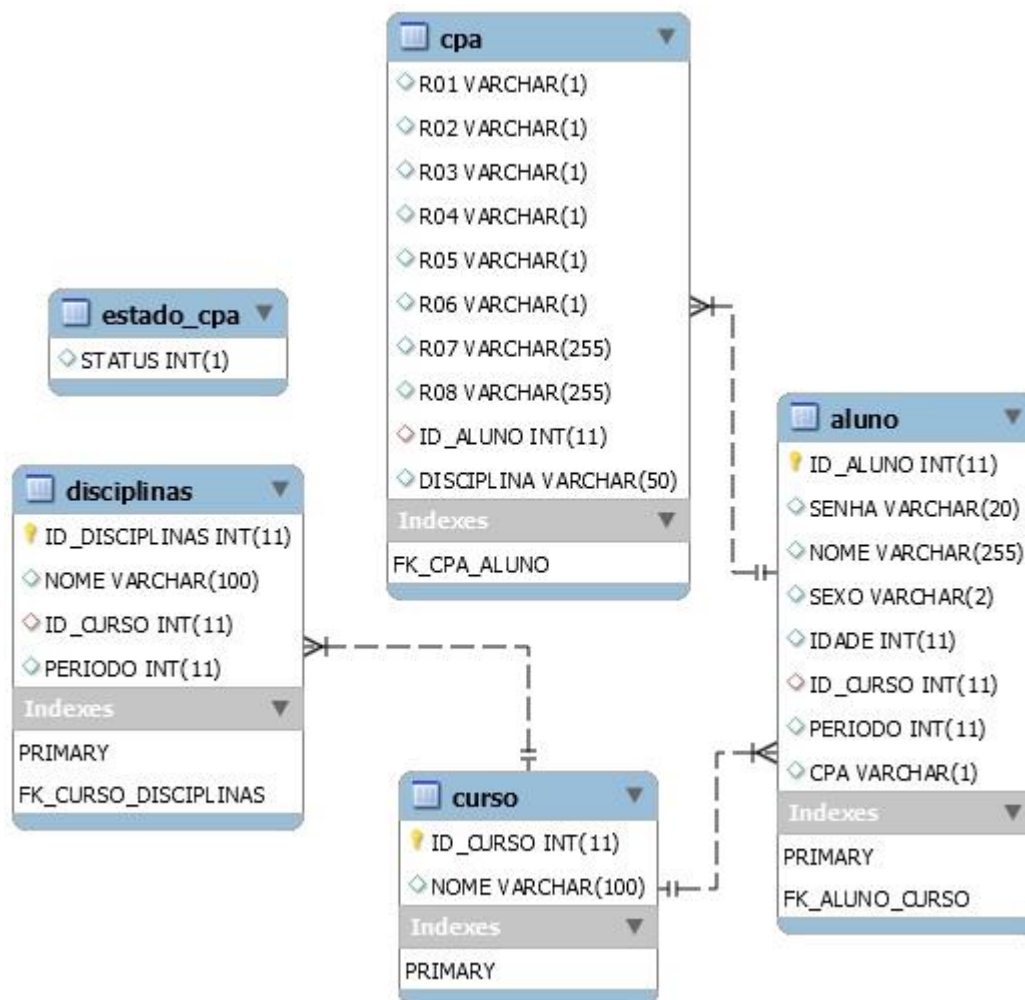 cpa
R01 VARCHAR(1)
R02 VARCHAR(1)
R03 VARCHAR(1)
R04 VARCHAR(1)
R05 VARCHAR(1)
R06 VARCHAR(1)
R07 VARCHAR(255)
R08 VARCHAR(255)
ID_ALUNO INT(11)
DISCIPLINA VARCHAR(50)
Indexes
FK_CPA_ALUNO
estado_cpa
STATUS INT(1)
disciplinas
ID_DISCIPLINAS INT(11)
NOME VARCHAR(100)
ID_CURSO INT(11)
PERIODO INT(11)
Indexes
PRIMARY
FK_CURSO_DISCIPLINAS
aluno
ID_ALUNO INT(11)
SENHA VARCHAR(20)
NOME VARCHAR(255)
SEXO VARCHAR(2)
IDADE INT(11)
ID_CURSO INT(11)
PERIODO INT(11)
CPA VARCHAR(1)
Indexes
PRIMARY
FK_ALUNO_CURSO
curso
ID_CURSO INT(11)
NOME VARCHAR(100)
Indexes
PRIMARY